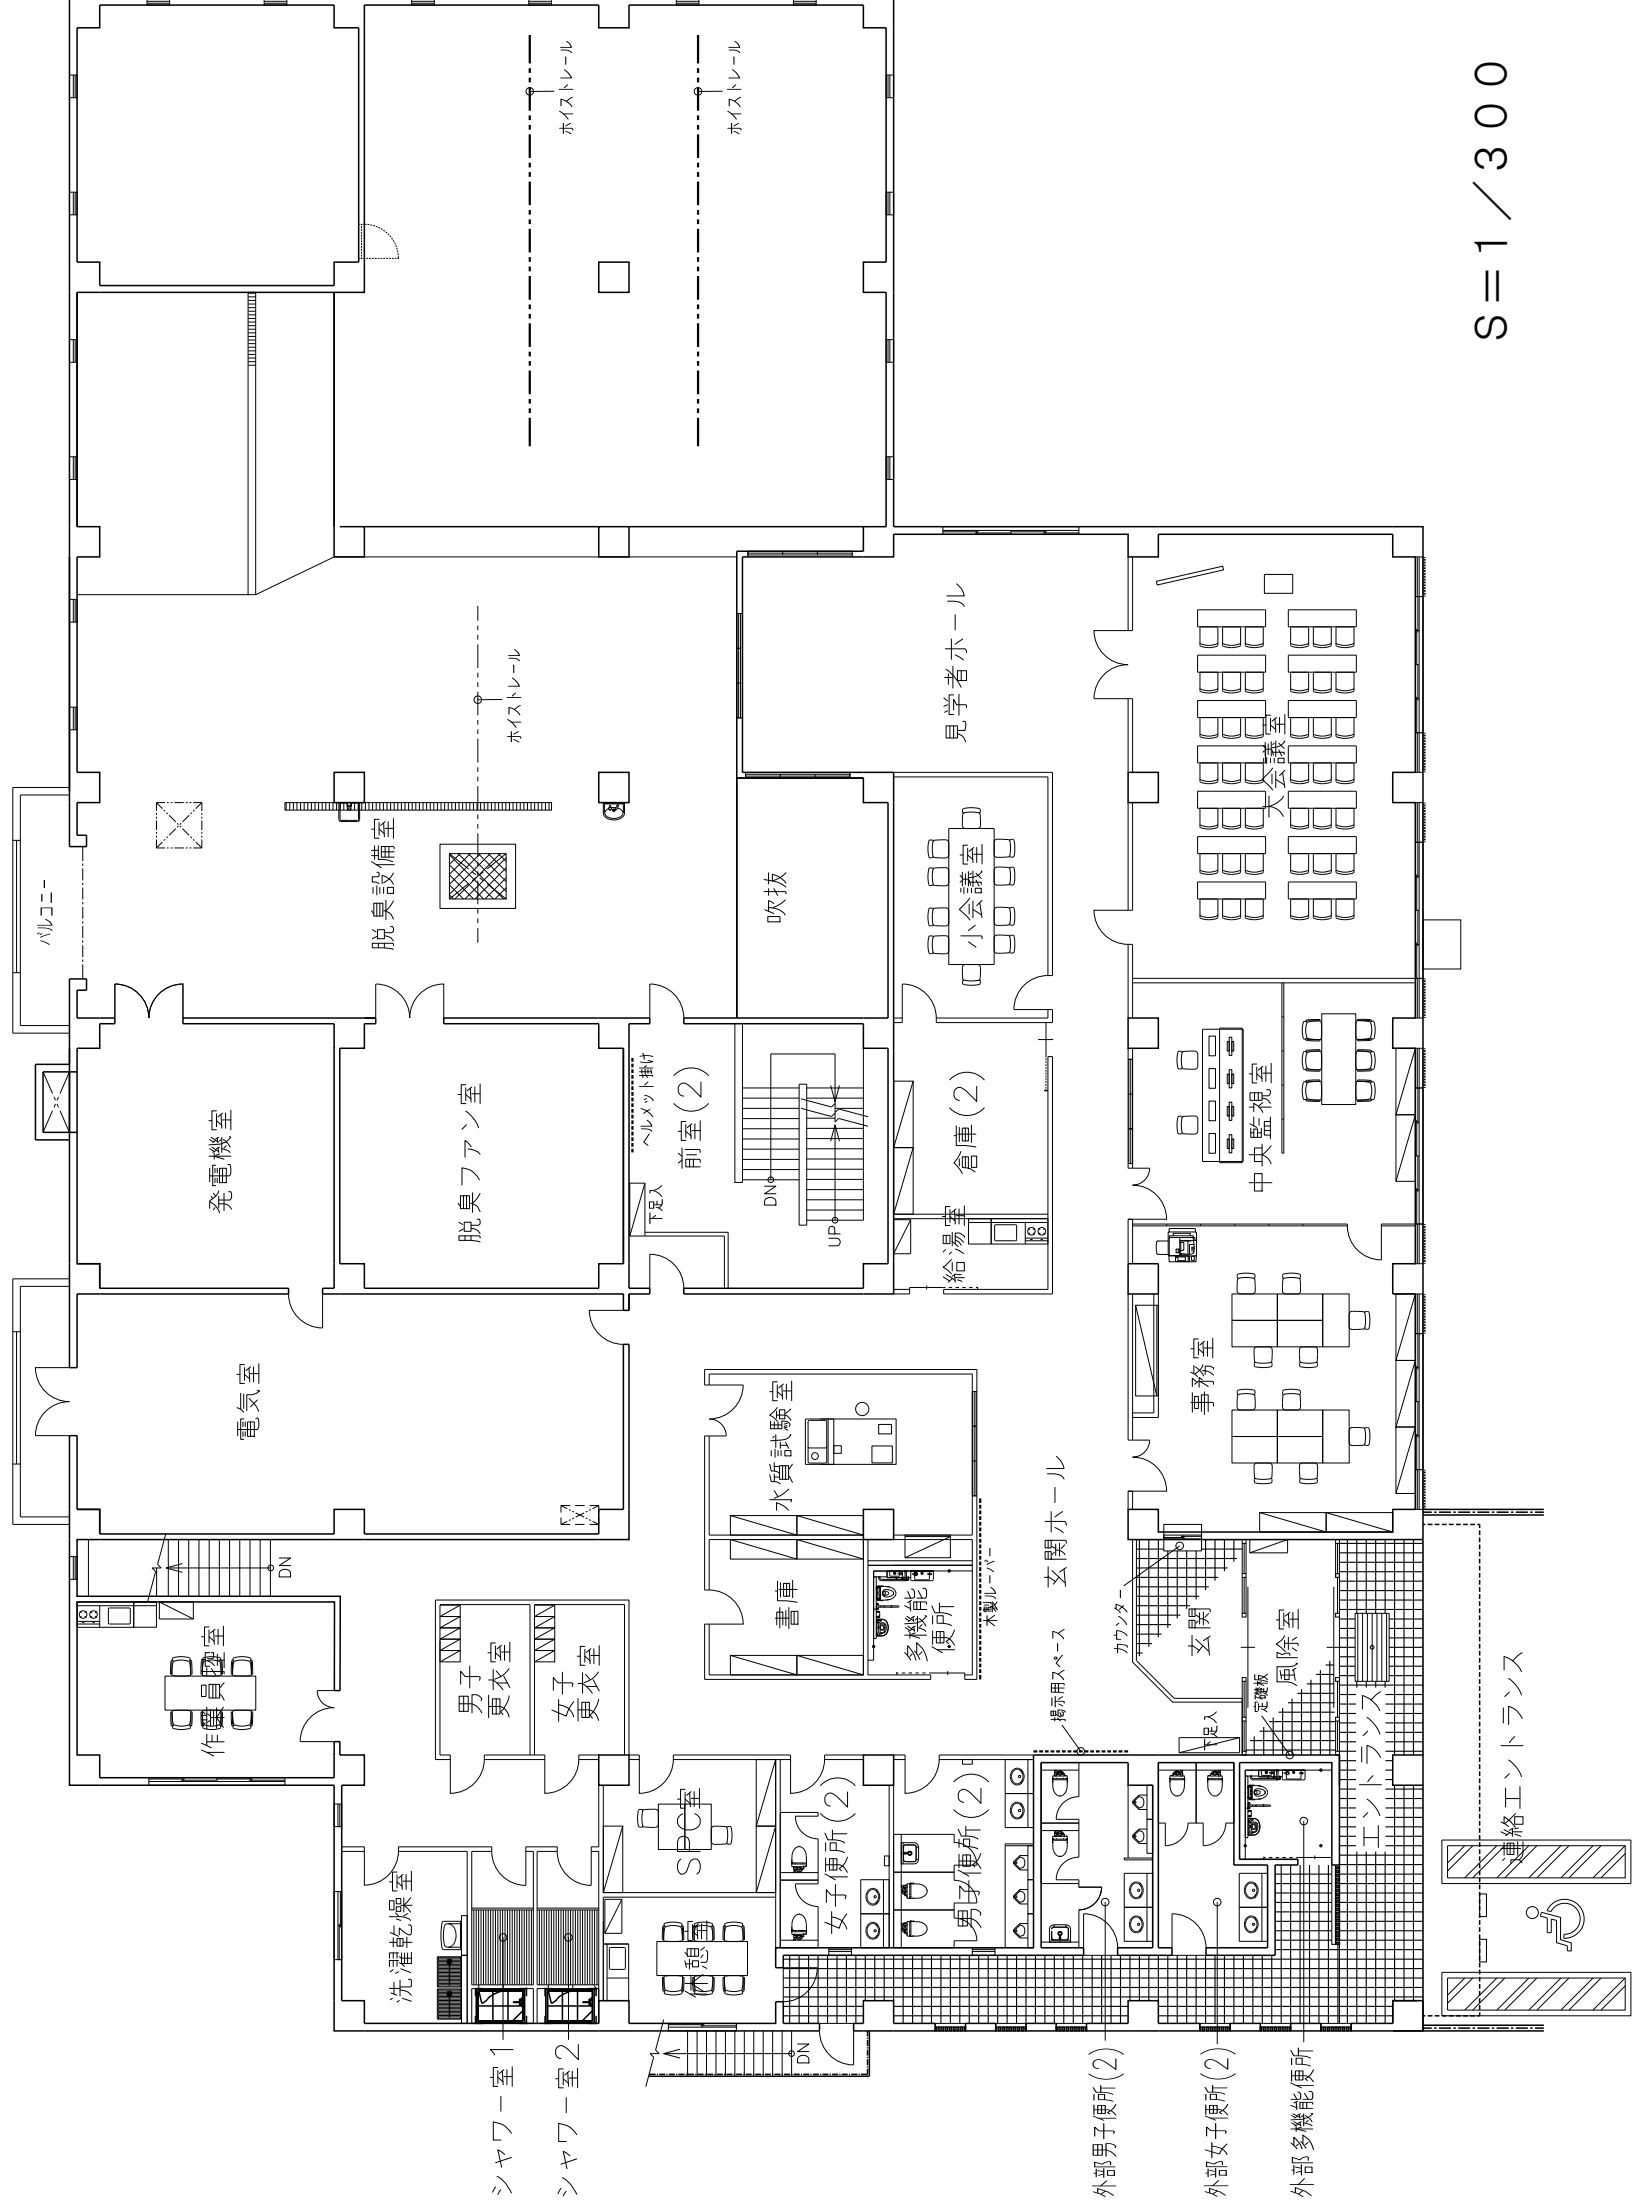 S=1/300
ホイストレール
ホイストレール
ホイストレール
バルコニー
脱臭設備室
吹抜
見学者ホール
小会議室
大会議室
発電機室
脱臭ファン室
ヘルメット掛け
前室(2)
下足入
DN
UP
倉庫(2)
給湯室
中央監視室
事務室
電気室
水質試験室
玄関ホール
木製ルーバー
書庫
多機能
便所
カウンター
玄関
風除室
定礎板
掲示用スペース
下足入
エントランス
連絡エントランス
DN
作業員控室
男子
更衣室
女子
更衣室
SPC室
女子便所(2)
男子便所(2)
洗濯乾燥室
休憩室
DN
シャワー室1
シャワー室2
外部男子便所(2)
外部女子便所(2)
外部多機能便所